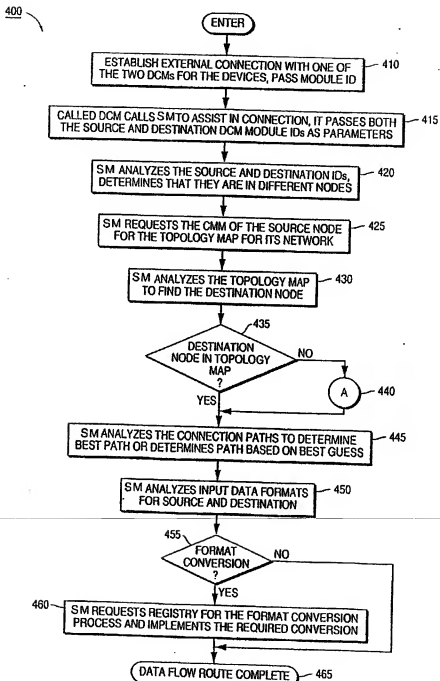 400
ENTER
ESTABLISH EXTERNAL CONNECTION WITH ONE OF
THE TWO DCMs FOR THE DEVICES, PASS MODULE ID
410
CALLED DCM CALLS SM TO ASSIST IN CONNECTION, IT PASSES BOTH
THE SOURCE AND DESTINATION DCM MODULE IDs AS PARAMETERS
415
SM ANALYZES THE SOURCE AND DESTINATION IDs,
DETERMINES THAT THEY ARE IN DIFFERENT NODES
420
SM REQUESTS THE CMM OF THE SOURCE NODE
FOR THE TOPOLOGY MAP FOR ITS NETWORK
425
SM ANALYZES THE TOPOLOGY MAP
TO FIND THE DESTINATION NODE
430
435
DESTINATION
NODE IN TOPOLOGY
MAP
?
NO
A
440
YES
SM ANALYZES THE CONNECTION PATHS TO DETERMINE
BEST PATH OR DETERMINES PATH BASED ON BEST GUESS
445
SM ANALYZES INPUT DATA FORMATS
FOR SOURCE AND DESTINATION
450
455
FORMAT
CONVERSION
?
NO
YES
460
SM REQUESTS REGISTRY FOR THE FORMAT CONVERSION
PROCESS AND IMPLEMENTS THE REQUIRED CONVERSION
DATA FLOW ROUTE COMPLETE
465